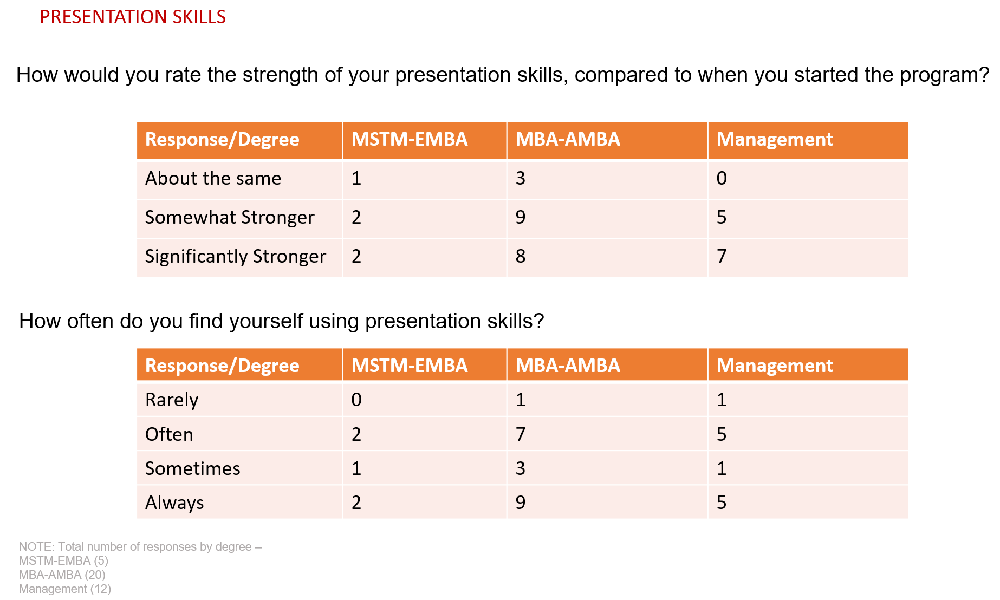 PRESENTATION SKILLS
How would you rate the strength of your presentation skills, compared to when you started the program?
Response/Degree MSTM-EMBA MBA-AMBA Management
About the same 1 3 0
Somewhat Stronger 2 9 5
Significantly Stronger 2 8 7
How often do you find yourself using presentation skills?
Response/Degree MSTM-EMBA MBA-AMBA Management
Rarely 0 1 1
Often 2 7 5
Sometimes 1 3 1
Always 2 9 5
NOTE: Total number of responses by degree –
MSTM-EMBA (5)
MBA-AMBA (20)
Management (12)